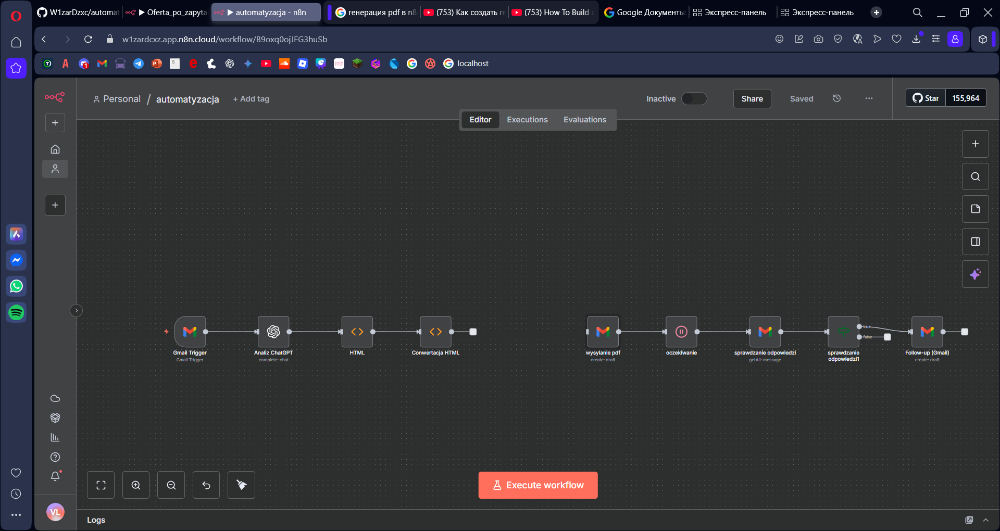 W1zarDzxc/automat
Oferta_po_zapyta
automatyzacja - n8n
генерация pdf в n8
(753) Как создать ге
(753) How To Build a
Google Документы
Экспресс-панель
Экспресс-панель
w1zardcxz.app.n8n.cloud/workflow/B9oxq0ojJFG3huSb
localhost
Personal / automatyzacja
+ Add tag
Inactive
Share
Saved
Star
155,964
Editor
Executions
Evaluations
true
false
Gmail Trigger
Gmail Trigger
Analiz ChatGPT
complete: chat
HTML
Conwertacja HTML
wysylanie pdf
create: draft
oczekiwanie
sprawdzanie odpowiedzi
getAll: message
sprawdzanie
odpowiedzi1
Follow-up (Gmail)
create: draft
Execute workflow
VL
Logs